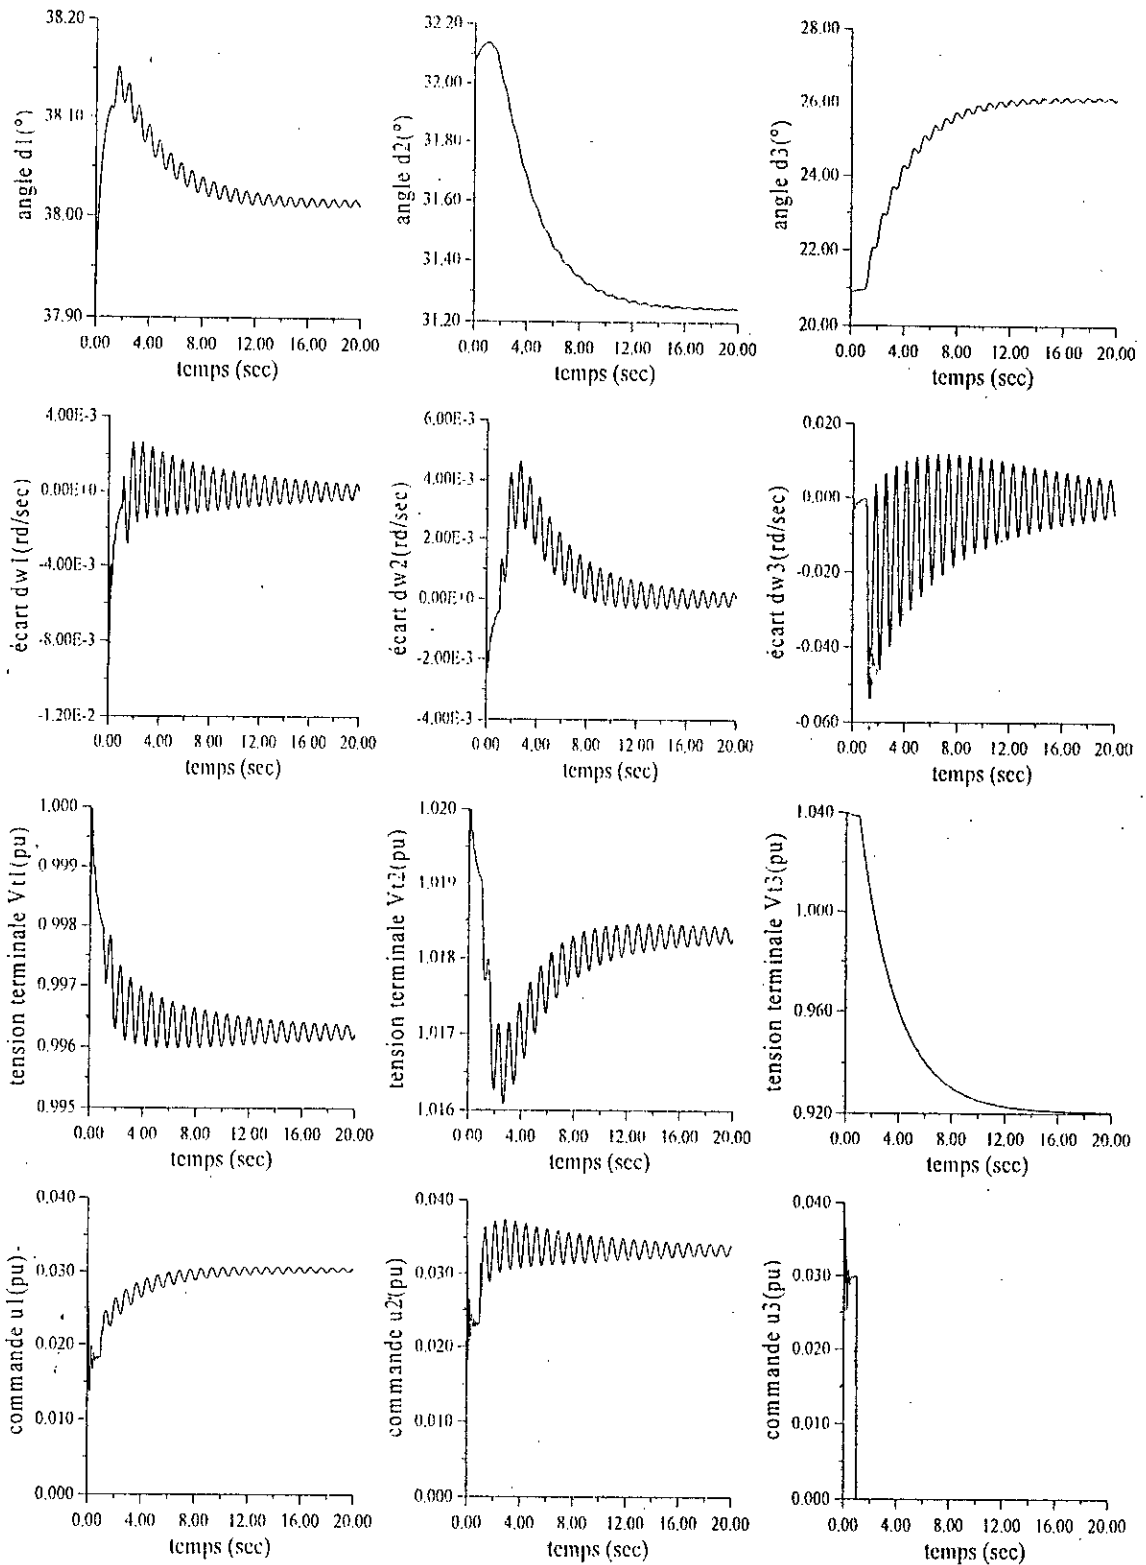 38.20
38.10
38.00
37.90
angle d1(°)
0.00 4.00 8.00 12.00 16.00 20.00
temps (sec)
32.20
32.00
31.80
31.60
31.40
31.20
angle d2(°)
0.00 4.00 8.00 12.00 16.00 20.00
temps (sec)
28.00
26.00
24.00
22.00
20.00
angle d3(°)
0.00 4.00 8.00 12.00 16.00 20.00
temps (sec)
4.00E-3
0.00E+0
-4.00E-3
-8.00E-3
-1.20E-2
écart dw1(rd/sec)
0.00 4.00 8.00 12.00 16.00 20.00
temps (sec)
6.00E-3
4.00E-3
2.00E-3
0.00E+0
-2.00E-3
-4.00E-3
écart dw2(rd/sec)
0.00 4.00 8.00 12.00 16.00 20.00
temps (sec)
0.020
0.000
-0.020
-0.040
-0.060
écart dw3(rd/sec)
0.00 4.00 8.00 12.00 16.00 20.00
temps (sec)
1.000
0.999
0.998
0.997
0.996
0.995
tension terminale Vt1(pu)
0.00 4.00 8.00 12.00 16.00 20.00
temps (sec)
1.020
1.019
1.018
1.017
1.016
tension terminale Vt2(pu)
0.00 4.00 8.00 12.00 16.00 20.00
temps (sec)
1.040
1.000
0.960
0.920
tension terminale Vt3(pu)
0.00 4.00 8.00 12.00 16.00 20.00
temps (sec)
0.040
0.030
0.020
0.010
0.000
commande u1(pu)
0.00 4.00 8.00 12.00 16.00 20.00
temps (sec)
0.040
0.030
0.020
0.010
0.000
commande u2(pu)
0.00 4.00 8.00 12.00 16.00 20.00
temps (sec)
0.040
0.030
0.020
0.010
0.000
commande u3(pu)
0.00 4.00 8.00 12.00 16.00 20.00
temps (sec)